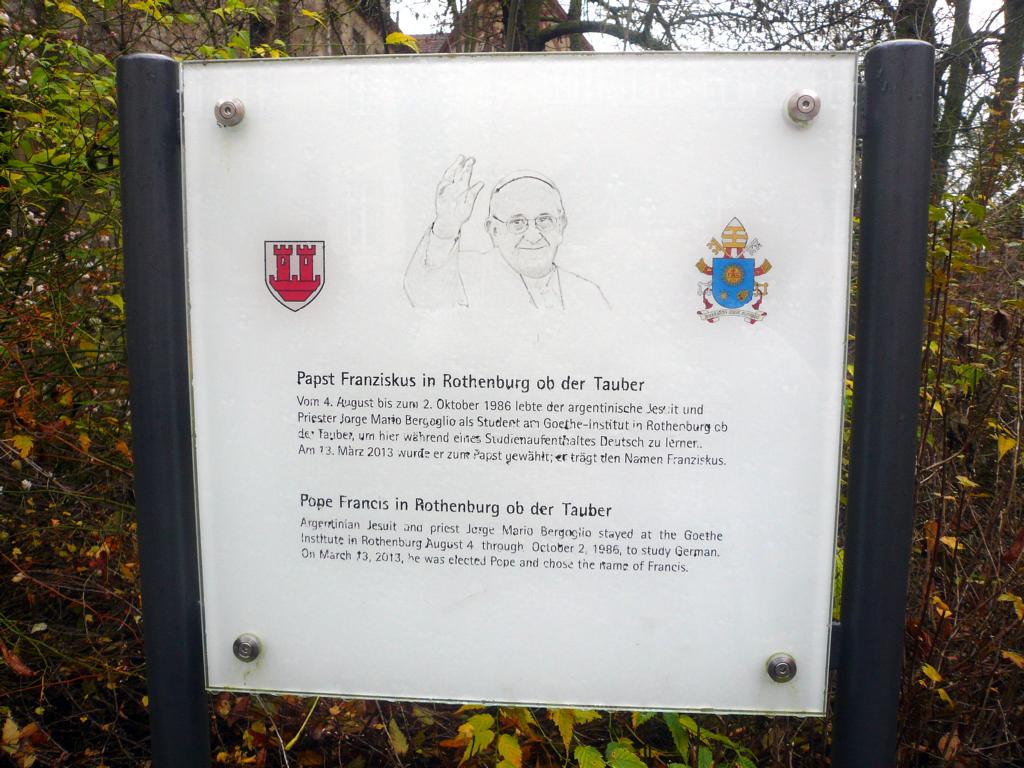 Papst Franziskus in Rothenburg ob der Tauber
Vom 4. August bis zum 2. Oktober 1986 lebte der argentinische Jesuit und
Priester Jorge Mario Bergoglio als Student am Goethe-Institut in Rothenburg ob
der Tauber, um hier während eines Studienaufenthaltes Deutsch zu lernen.
Am 13. März 2013 wurde er zum Papst gewählt; er trägt den Namen Franziskus.
Pope Francis in Rothenburg ob der Tauber
Argentinian Jesuit and priest Jorge Mario Bergoglio stayed at the Goethe
Institute in Rothenburg August 4 through October 2, 1986, to study German.
On March 13, 2013, he was elected Pope and chose the name of Francis.